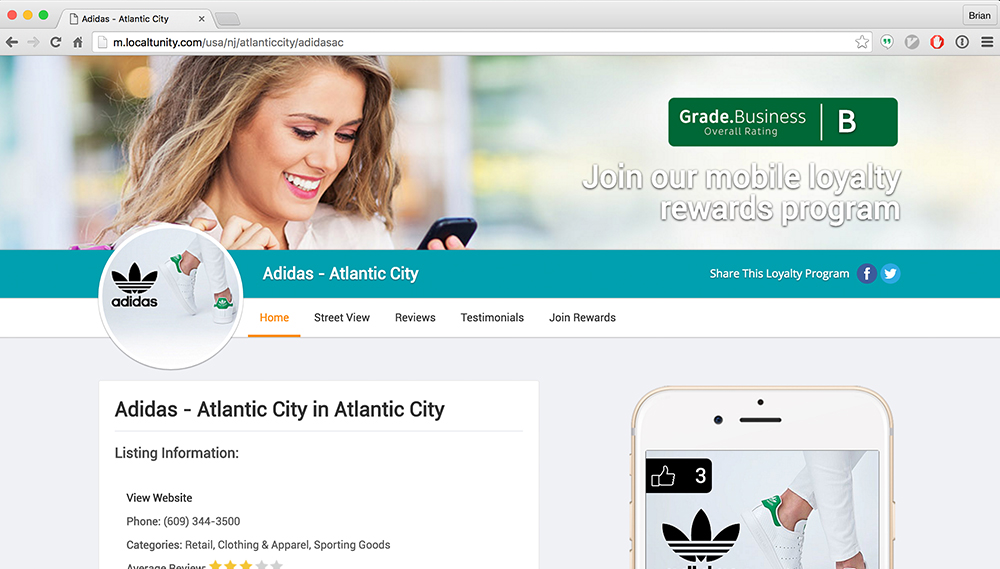 Adidas - Atlantic City
Brian
m.localtunity.com/usa/nj/atlanticcity/adidasac
Grade.Business
Overall Rating
B
Join our mobile loyalty
rewards program
adidas
Adidas - Atlantic City
Share This Loyalty Program
Home Street View Reviews Testimonials Join Rewards
Adidas - Atlantic City in Atlantic City
Listing Information:
View Website
Phone: (609) 344-3500
Categories: Retail, Clothing & Apparel, Sporting Goods
Average Review:
3